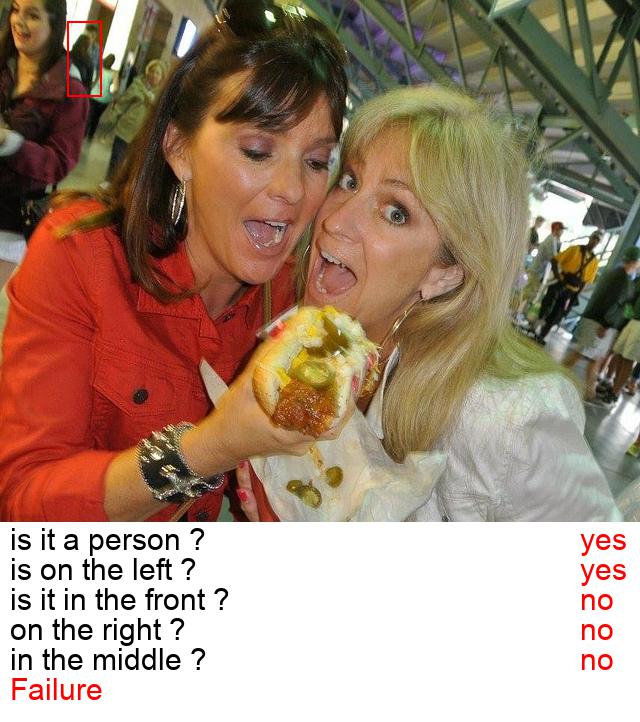 is it a person ? yes
is on the left ? yes
is it in the front ? no
on the right ? no
in the middle ? no
Failure